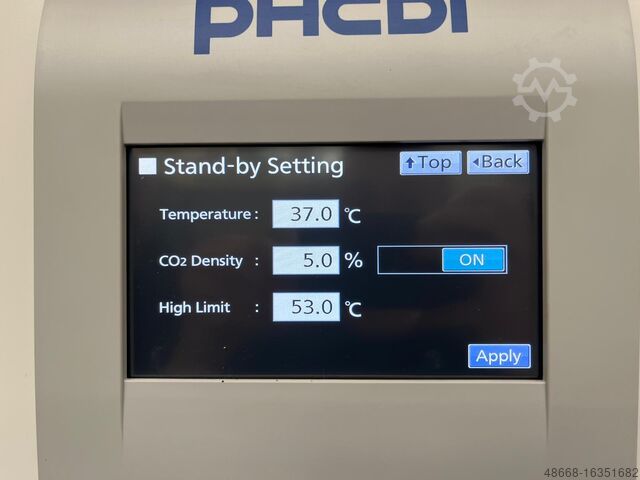 PHCBI
Stand-by Setting
Top
Back
Temperature : 37.0 ℃
CO2 Density : 5.0 % ON
High Limit : 53.0 ℃
Apply
48668-16351682